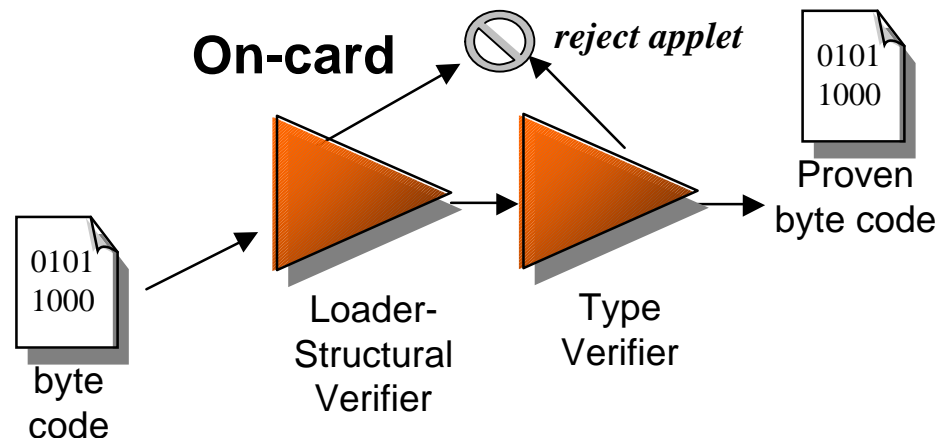 On-card
reject applet
0101
1000
Proven
byte code
0101
1000
byte
code
Loader-
Structural
Verifier
Type
Verifier